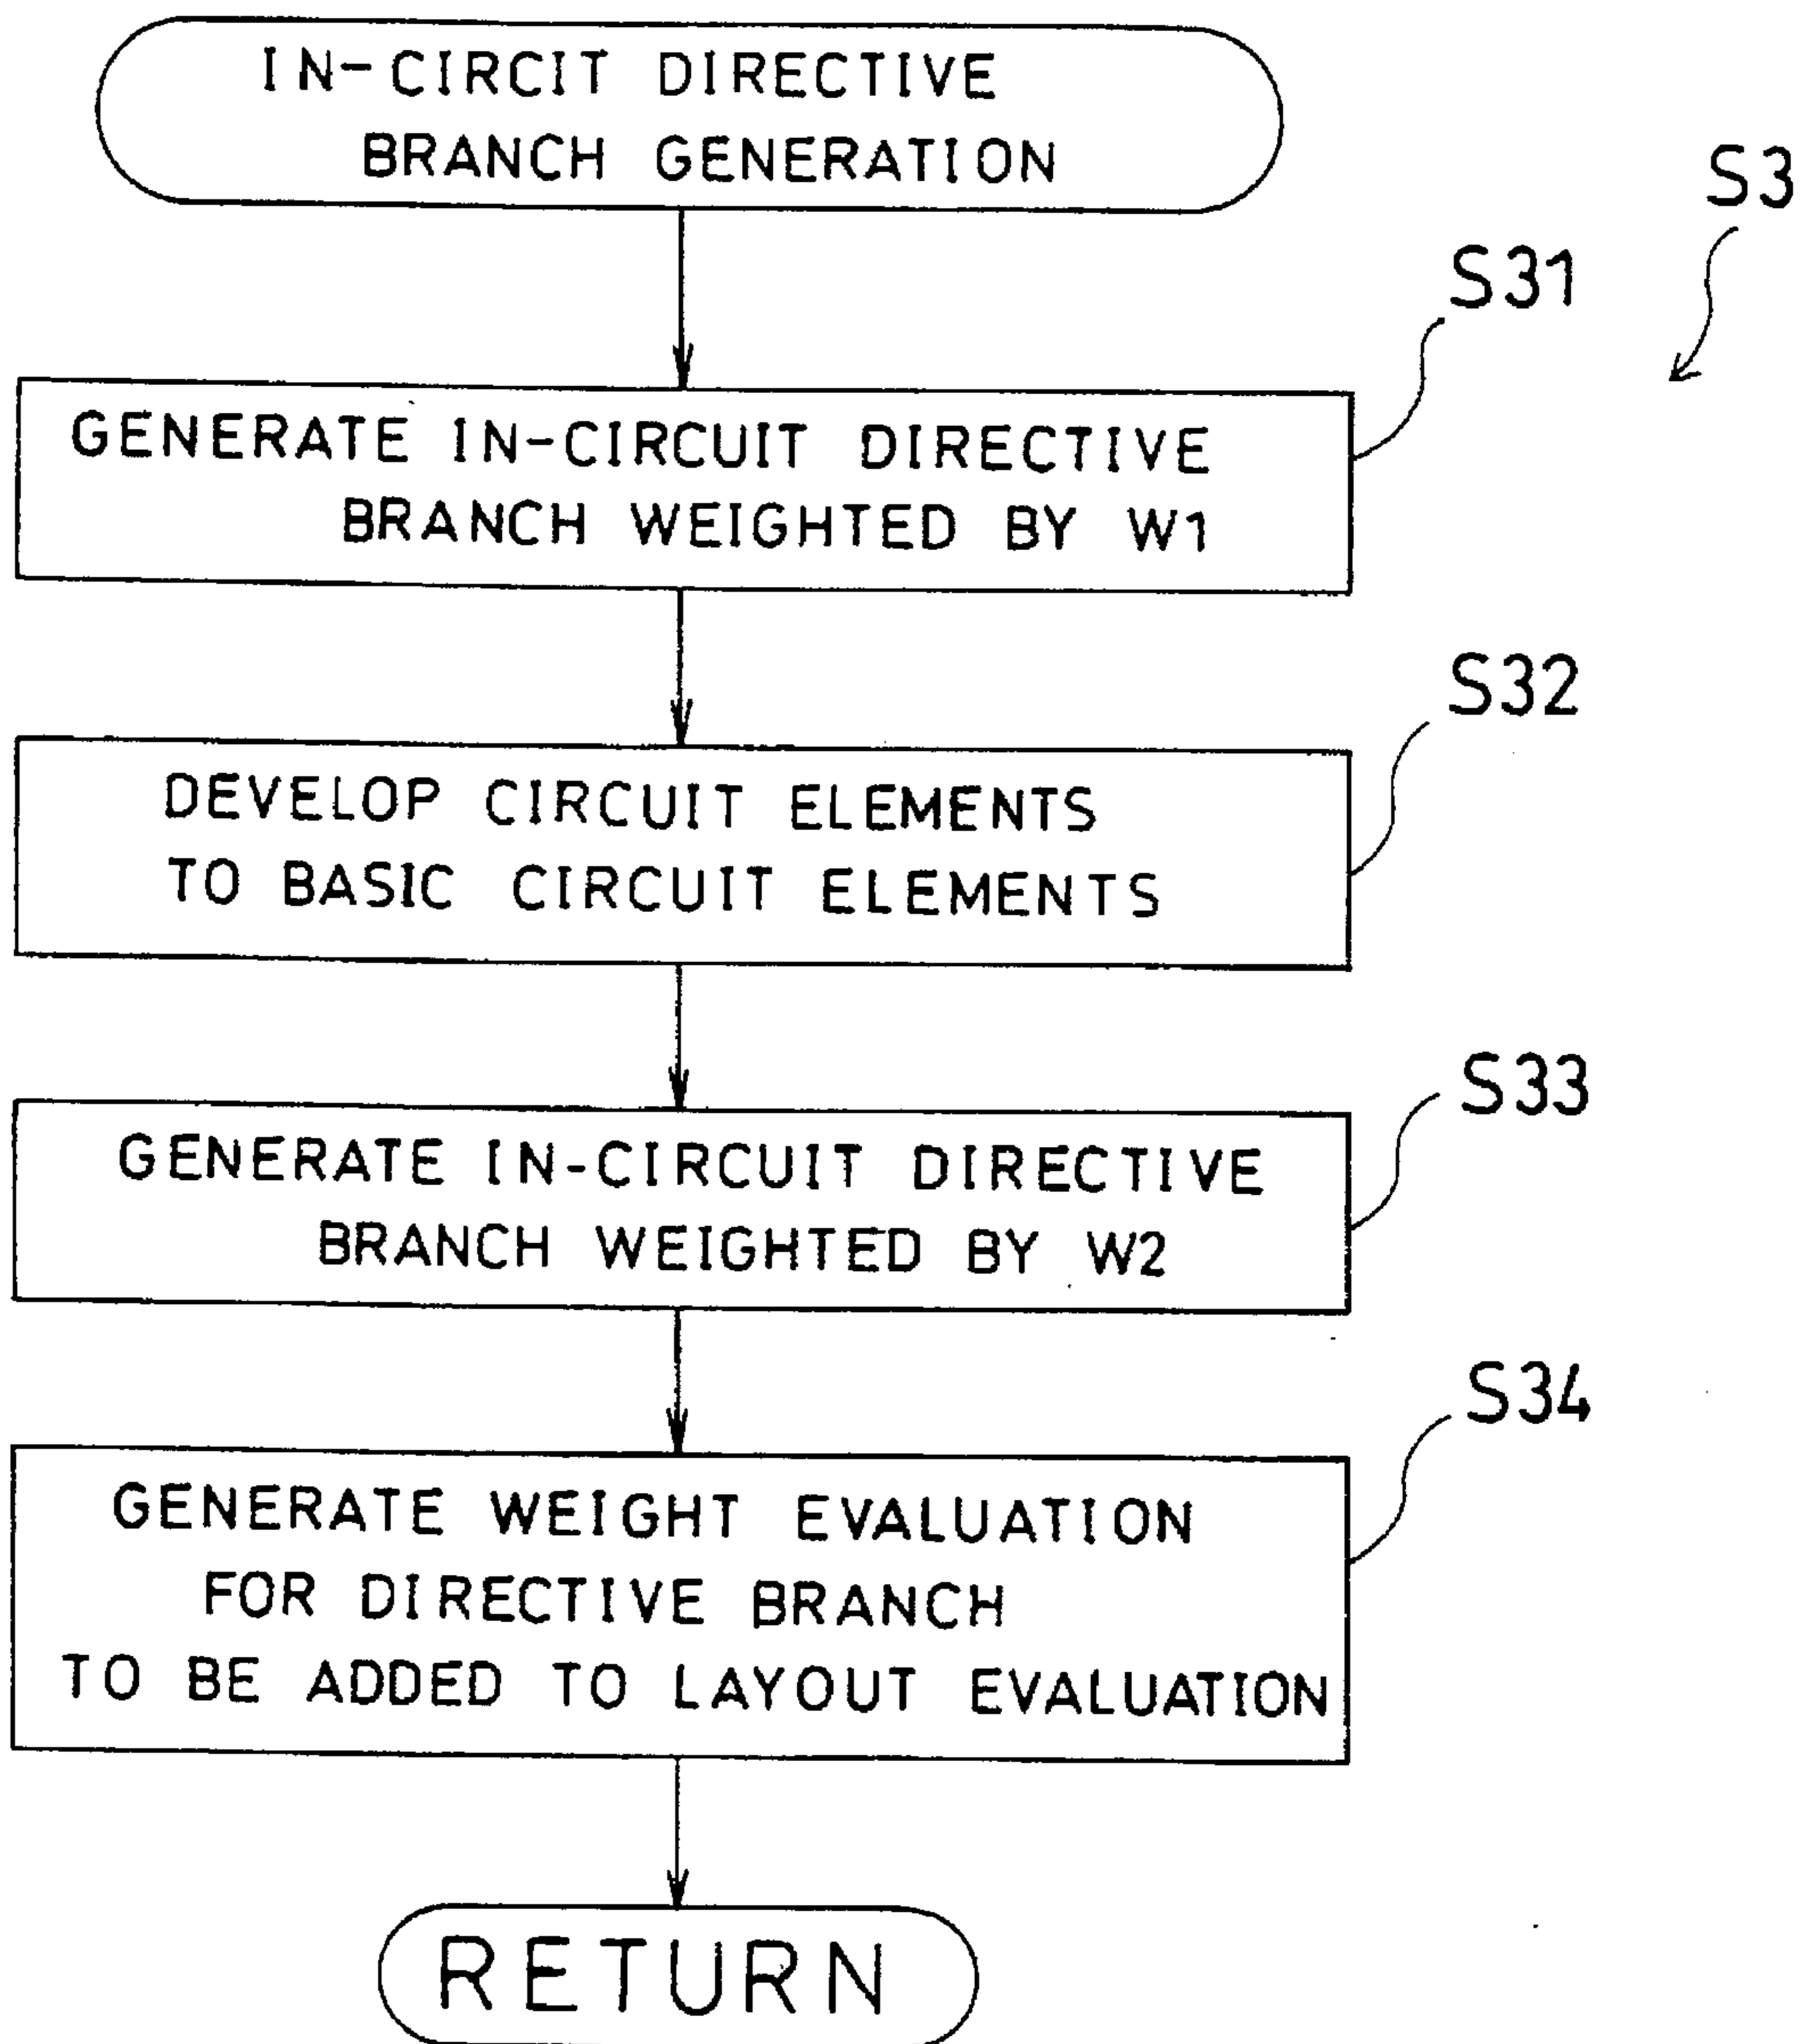 IN-CIRCIT DIRECTIVE
BRANCH GENERATION
S3
S31
GENERATE IN-CIRCUIT DIRECTIVE
BRANCH WEIGHTED BY W1
S32
DEVELOP CIRCUIT ELEMENTS
TO BASIC CIRCUIT ELEMENTS
S33
GENERATE IN-CIRCUIT DIRECTIVE
BRANCH WEIGHTED BY W2
S34
GENERATE WEIGHT EVALUATION
FOR DIRECTIVE BRANCH
TO BE ADDED TO LAYOUT EVALUATION
RETURN